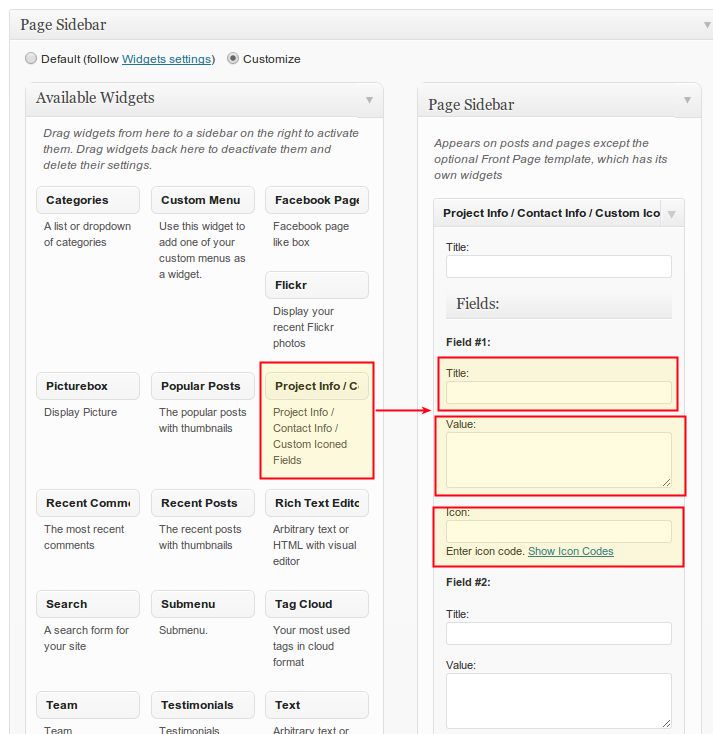 Page Sidebar
Default (follow Widgets settings) Customize
Available Widgets
Drag widgets from here to a sidebar on the right to activate
them. Drag widgets back here to deactivate them and
delete their settings.
Categories
A list or dropdown
of categories
Custom Menu
Use this widget to
add one of your
custom menus as
a widget.
Facebook Page
Facebook page
like box
Flickr
Display your
recent Flickr
photos
Picturebox
Display Picture
Popular Posts
The popular posts
with thumbnails
Project Info / C
Project Info /
Contact Info /
Custom Iconed
Fields
Recent Comme
The most recent
comments
Recent Posts
The recent posts
with thumbnails
Rich Text Edito
Arbitrary text or
HTML with visual
editor
Search
A search form for
your site
Submenu
Submenu.
Tag Cloud
Your most used
tags in cloud
format
Team
Team
Testimonials
Testimonials.
Text
Arbitrary text or
Page Sidebar
Appears on posts and pages except the
optional Front Page template, which has its
own widgets
Project Info / Contact Info / Custom Ico
Title:
Fields:
Field #1:
Title:
Value:
Icon:
Enter icon code. Show Icon Codes
Field #2:
Title:
Value: